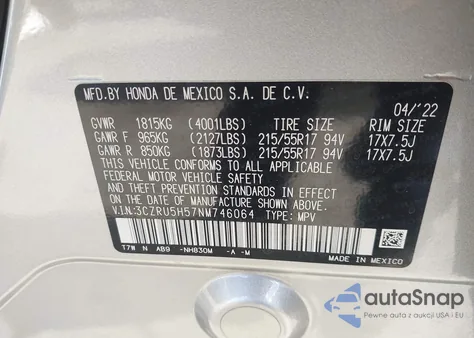 MFD.BY HONDA DE MEXICO S.A. DE C.V.
04/'22
GVWR 1815KG (4001LBS) TIRE SIZE RIM SIZE
GAWR F 965KG (2127LBS) 215/55R17 94V 17X7.5J
GAWR R 850KG (1873LBS) 215/55R17 94V 17X7.5J
THIS VEHICLE CONFORMS TO ALL APPLICABLE
FEDERAL MOTOR VEHICLE SAFETY, BUMPER,
AND THEFT PREVENTION STANDARDS IN EFFECT
ON THE DATE OF MANUFACTURE SHOWN ABOVE.
V.I.N:3CZRU5H57NM746064 TYPE: MPV
T7W N AB9 -NH830M -A -M
MADE IN MEXICO
autoSnap
Pewne auta z aukcji USA i EU